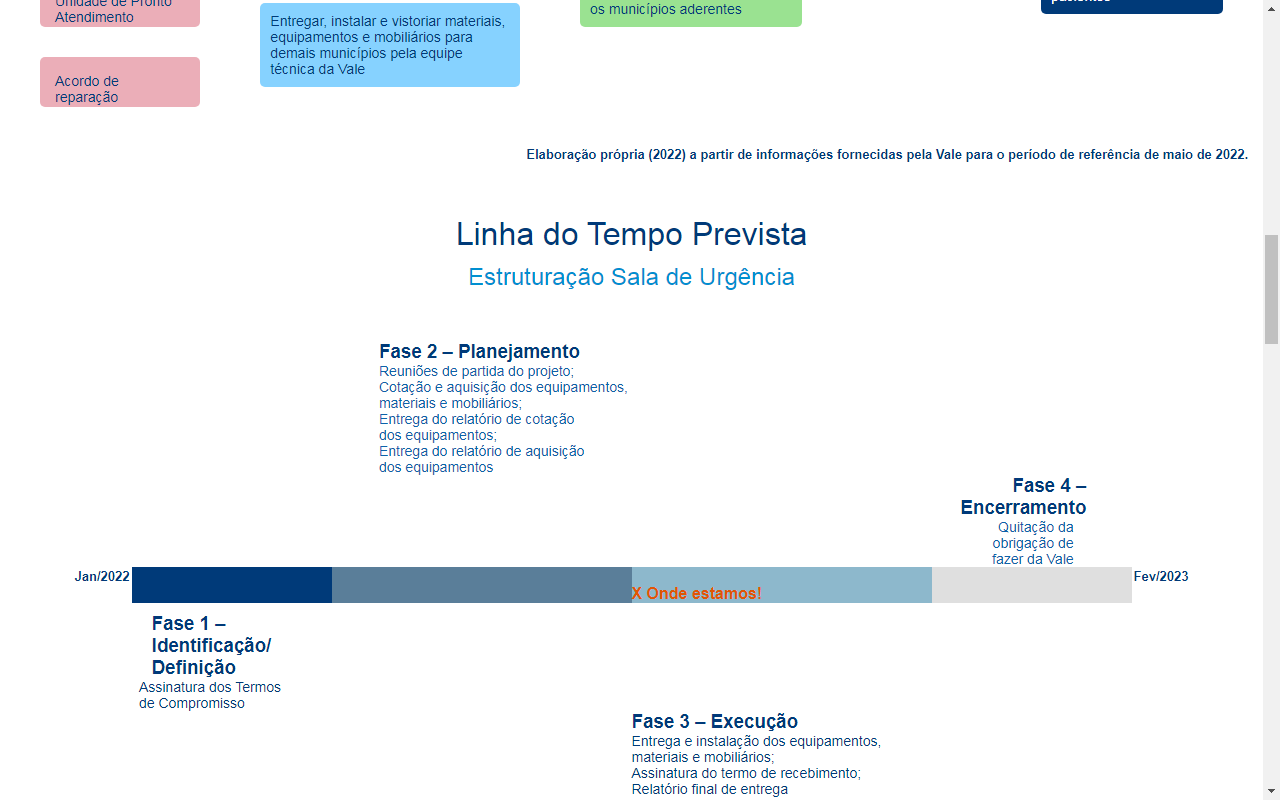 Unidade de Pronto
Atendimento
Acordo de
reparação
Entregar, instalar e vistoriar materiais,
equipamentos e mobiliários para
demais municípios pela equipe
técnica da Vale
os municípios aderentes
pacientes
Elaboração própria (2022) a partir de informações fornecidas pela Vale para o período de referência de maio de 2022.
Linha do Tempo Prevista
Estruturação Sala de Urgência
Fase 2 – Planejamento
Reuniões de partida do projeto;
Cotação e aquisição dos equipamentos,
materiais e mobiliários;
Entrega do relatório de cotação
dos equipamentos;
Entrega do relatório de aquisição
dos equipamentos
Fase 4 –
Encerramento
Quitação da
obrigação de
fazer da Vale
Jan/2022
X Onde estamos!
Fev/2023
Fase 1 –
Identificação/
Definição
Assinatura dos Termos
de Compromisso
Fase 3 – Execução
Entrega e instalação dos equipamentos,
materiais e mobiliários;
Assinatura do termo de recebimento;
Relatório final de entrega